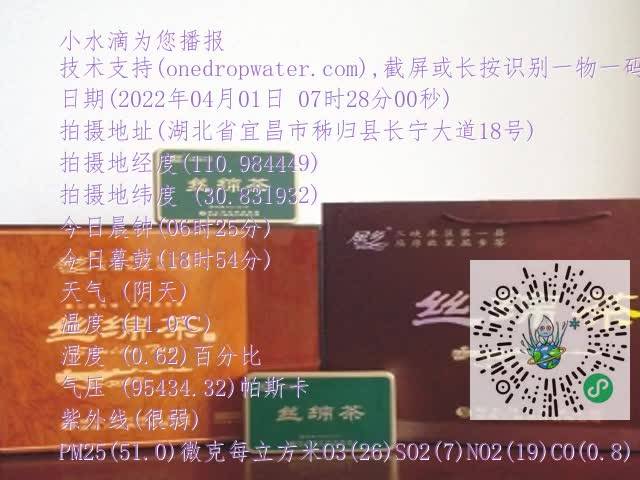 小水滴为您播报
技术支持(onedropwater.com),截屏或长按识别一物一码
日期(2022年04月01日 07时28分00秒)
拍摄地址(湖北省宜昌市秭归县长宁大道18号)
拍摄地经度(110.984449)
拍摄地纬度 (30.831932)
丝绵茶
今日晨钟(06时25分)
今日暮鼓(18时54分)
天气 (阴天)
温度 (11.0℃)
湿度 (0.62)百分比
气压 (95434.32)帕斯卡
紫外线(很弱)
PM25(51.0)微克每立方米03(26)SO2(7)NO2(19)CO(0.8)
丝绵茶
丝绵茶